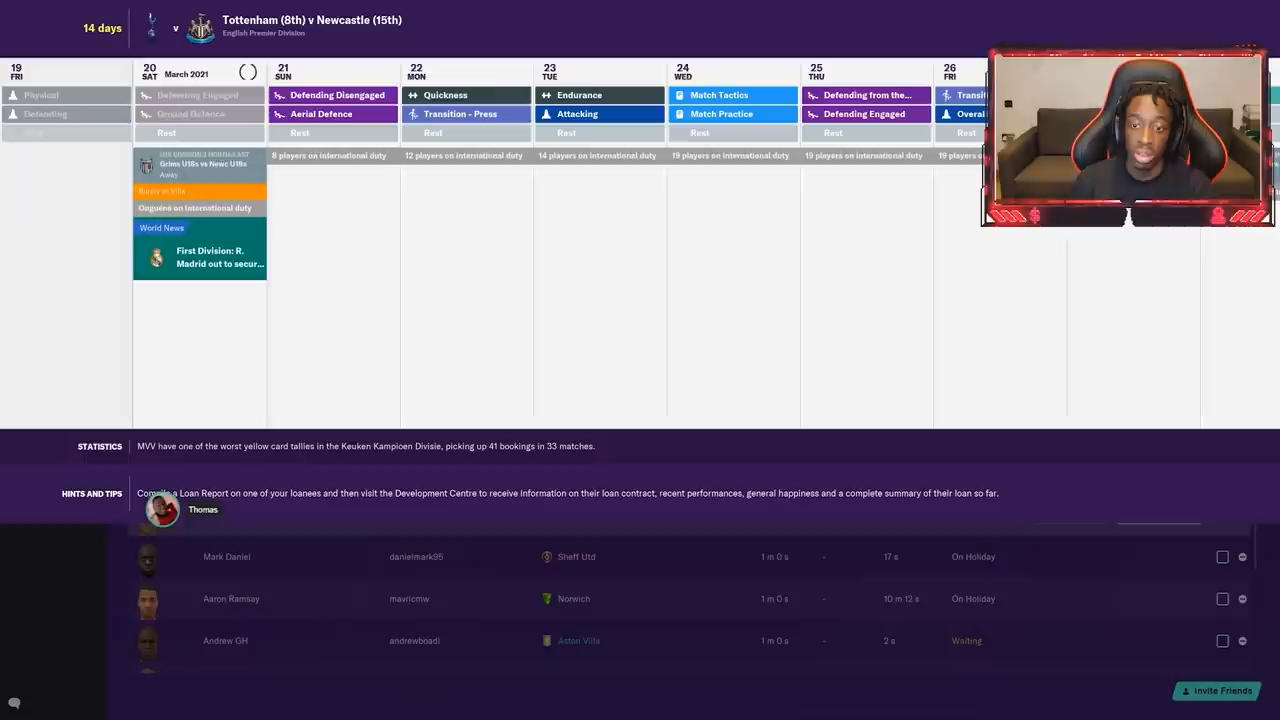 14 days
v
Tottenham (8th) v Newcastle (15th)
English Premier Division
19
FRI
20
SAT March 2021
21
SUN
22
MON
23
TUE
24
WED
25
THU
26
FRI
Physical
Defending Engaged
Defending Disengaged
Quickness
Endurance
Match Tactics
Defending from the...
Transit
Defending
Ground Defence
Aerial Defence
Transition - Press
Attacking
Match Practice
Defending Engaged
Overal
Rest
Rest
Rest
Rest
Rest
Rest
Rest
8 players on international duty
12 players on international duty
14 players on international duty
19 players on international duty
19 players on international duty
19 players o
Grims U18s vs Newc U18s
Away
Onguéné on international duty
World News
First Division: R.
Madrid out to secur...
STATISTICS MVV have one of the worst yellow card tallies in the Keuken Kampioen Divisie, picking up 41 bookings in 33 matches.
HINTS AND TIPS Compile a Loan Report on one of your loanees and then visit the Development Centre to receive information on their loan contract, recent performances, general happiness and a complete summary of their loan so far.
Thomas
Mark Daniel danielmark95 Sheff Utd 1 m 0 s - 17 s On Holiday
Aaron Ramsay mavricmw Norwich 1 m 0 s - 10 m 12 s On Holiday
Andrew GH andrewboadi Aston Villa 1 m 0 s - 2 s Waiting
Invite Friends